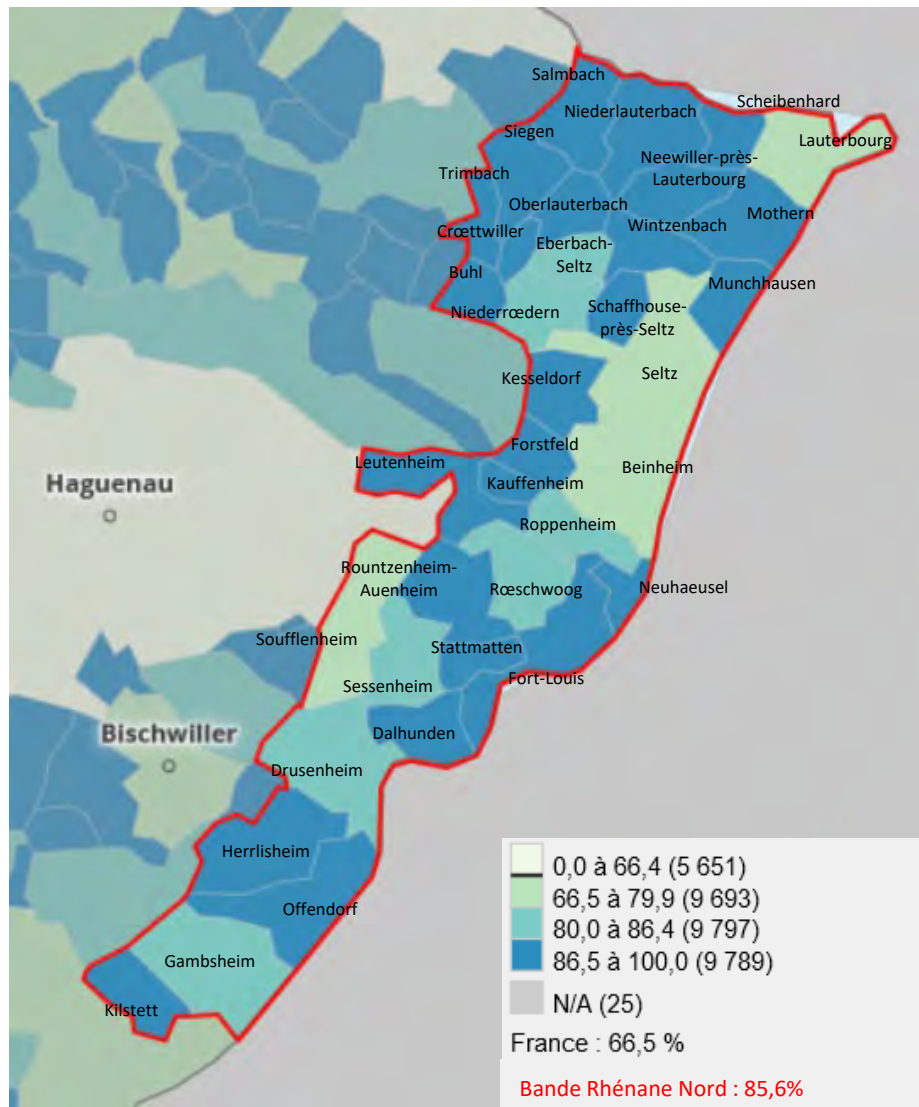 Salmbach
Scheibenhard
Niederlauterbach
Siegen
Lauterbourg
Neewiller-près-
Lauterbourg
Trimbach
Oberlauterbach
Mothern
Wintzenbach
Crœttwiller
Eberbach-
Seltz
Buhl
Munchhausen
Niederrœdern
Schaffhouse-
près-Seltz
Kesseldorf
Seltz
Forstfeld
Leutenheim
Beinheim
Haguenau
Kauffenheim
Roppenheim
Rountzenheim-
Auenheim
Rœschwoog
Neuhaeusel
Soufflenheim
Stattmatten
Sessenheim
Fort-Louis
Bischwiller
Dalhunden
Drusenheim
Herrlisheim
Offendorf
Gambsheim
Kilstett
0,0 à 66,4 (5 651)
66,5 à 79,9 (9 693)
80,0 à 86,4 (9 797)
86,5 à 100,0 (9 789)
N/A (25)
France : 66,5 %
Bande Rhénane Nord : 85,6%